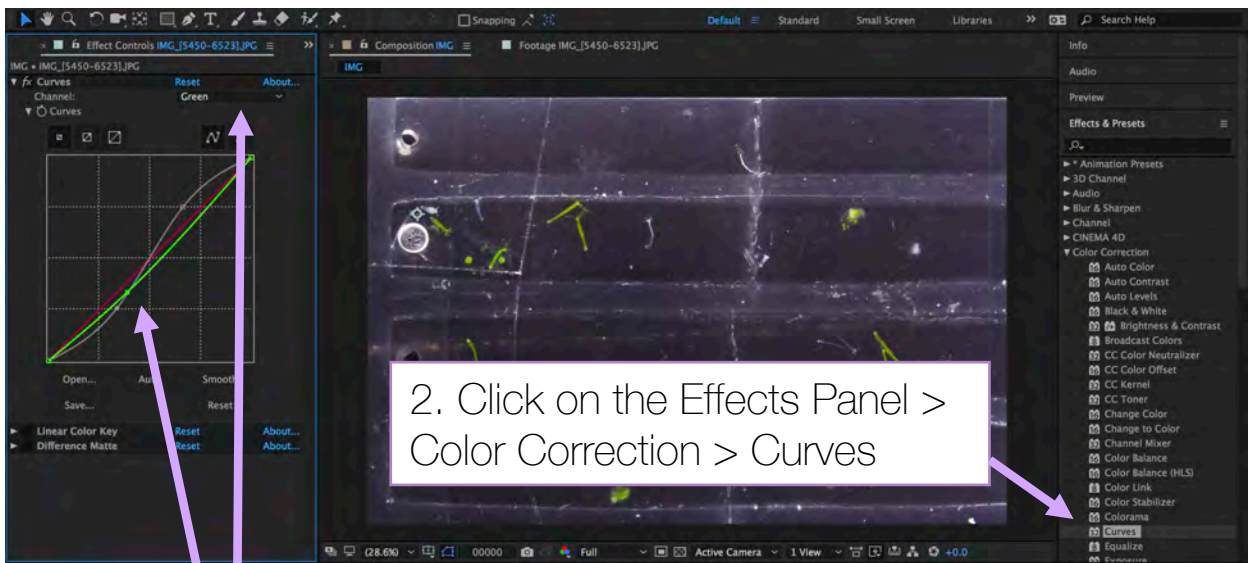 Snapping
Default
Standard
Small Screen
Libraries
Search Help
Effect Controls IMG_[5450-6523].JPG
Composition IMG
Footage IMG_[5450-6523].JPG
Info
IMG • IMG_[5450-6523].JPG
IMG
fx Curves Reset About...
Channel: Green
Curves
Open... Smooth
Save... Reset
Linear Color Key Reset About...
Difference Matte Reset About...
2. Click on the Effects Panel >
Color Correction > Curves
(28.6%) 00000 Full Active Camera 1 View +0.0
Audio
Preview
Effects & Presets
* Animation Presets
3D Channel
Audio
Blur & Sharpen
Channel
CINEMA 4D
Color Correction
Auto Color
Auto Contrast
Auto Levels
Black & White
Brightness & Contrast
Broadcast Colors
CC Color Neutralizer
CC Color Offset
CC Kernel
CC Toner
Change Color
Change to Color
Channel Mixer
Color Balance
Color Balance (HLS)
Color Link
Color Stabilizer
Colorama
Curves
Equalize
Exposure